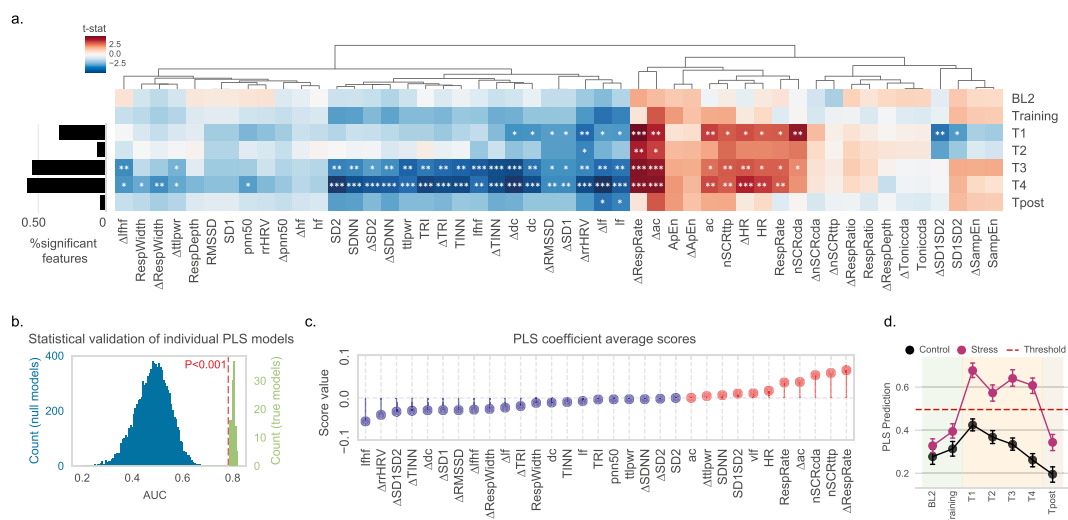 a.
t-stat
2.5
0.0
−2.5
BL2
Training
T1
T2
T3
T4
Tpost
0.50
0
%significant
features
Δlfhf
RespWidth
ΔRespWidth
Δttlpwr
RespDepth
RMSSD
SD1
pnn50
rrHRV
Δpnn50
Δhf
hf
SD2
SDNN
ΔSD2
ΔSDNN
ttlpwr
TRI
ΔTRI
TINN
lfhf
ΔTINN
Δdc
dc
ΔRMSSD
ΔSD1
ΔrrHRV
Δlf
lf
ΔRespRate
Δac
ApEn
ΔApEn
ac
nSCRttp
ΔHR
HR
RespRate
nSCRcda
ΔnSCRcda
ΔnSCRttp
ΔRespRatio
RespRatio
ΔRespDepth
ΔToniccda
Toniccda
ΔSD1SD2
SD1SD2
ΔSampEn
SampEn
b.
Statistical validation of individual PLS models
P<0.001
Count (null models)
400
200
0
Count (true models)
30
20
10
0
0.2
0.4
0.6
0.8
AUC
c.
PLS coefficient average scores
Score value
0.1
0.0
−0.1
lfhf
ΔrrHRV
ΔSD1SD2
ΔTINN
Δdc
ΔSD1
ΔRMSSD
Δlfhf
ΔRespWidth
Δlf
ΔTRI
RespWidth
dc
TINN
lf
TRI
pnn50
ttlpwr
ΔSDNN
ΔSD2
SD2
ac
Δttlpwr
SDNN
SD1SD2
vlf
HR
RespRate
Δac
nSCRcda
nSCRttp
ΔRespRate
d.
Control
Stress
Threshold
PLS Prediction
0.6
0.4
0.2
BL2
Training
T1
T2
T3
T4
Tpost